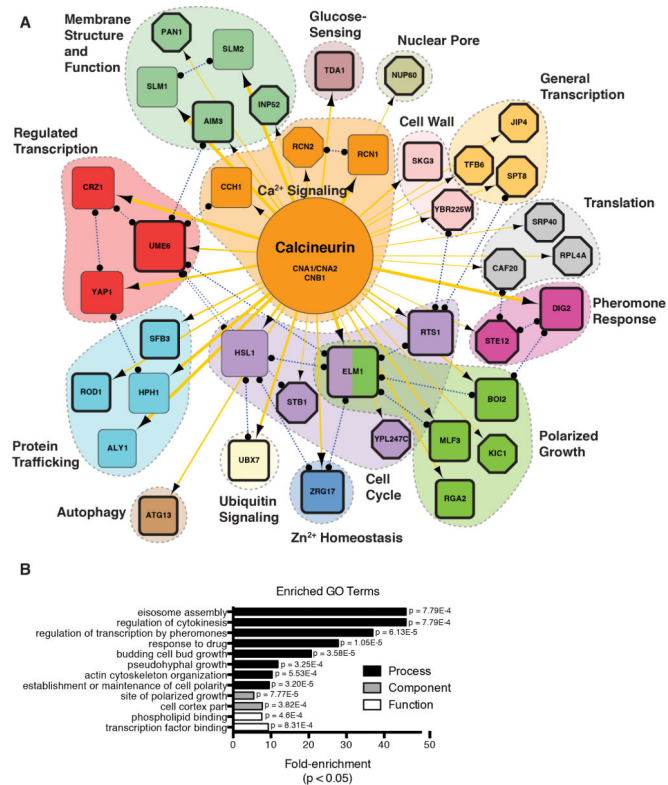 A
Membrane
Structure and
Function
PAN1
SLM2
SLM1
INP52
AIM3
Glucose-
Sensing
TDA1
Nuclear Pore
NUP60
General
Transcription
JIP4
TFB6
SPT8
Cell Wall
SKG3
YBR225W
Regulated
Transcription
CRZ1
UME6
YAP1
RCN2
RCN1
CCH1
Ca2+ Signaling
Calcineurin
CNA1/CNA2
CNB1
Translation
SRP40
RPL4A
CAF20
Pheromone
Response
DIG2
STE12
SFB3
ROD1
HPH1
ALY1
Protein
Trafficking
HSL1
RTS1
ELM1
STB1
YPL247C
Cell
Cycle
BOI2
MLF3
KIC1
RGA2
Polarized
Growth
UBX7
Ubiquitin
Signaling
ZRG17
Zn2+ Homeostasis
Autophagy
ATG13
B
Enriched GO Terms
eisosome assembly p = 7.79E-4
regulation of cytokinesis p = 7.79E-4
regulation of transcription by pheromones p = 6.13E-5
response to drug p = 1.05E-5
budding cell bud growth p = 3.58E-5
pseudohyphal growth p = 3.25E-4
actin cytoskeleton organization p = 5.53E-4
establishment or maintenance of cell polarity p = 3.20E-5
site of polarized growth p = 7.77E-5
cell cortex part p = 3.82E-4
phospholipid binding p = 4.6E-4
transcription factor binding p = 8.31E-4
Process
Component
Function
0 10 20 30 40 50
Fold-enrichment
(p < 0.05)